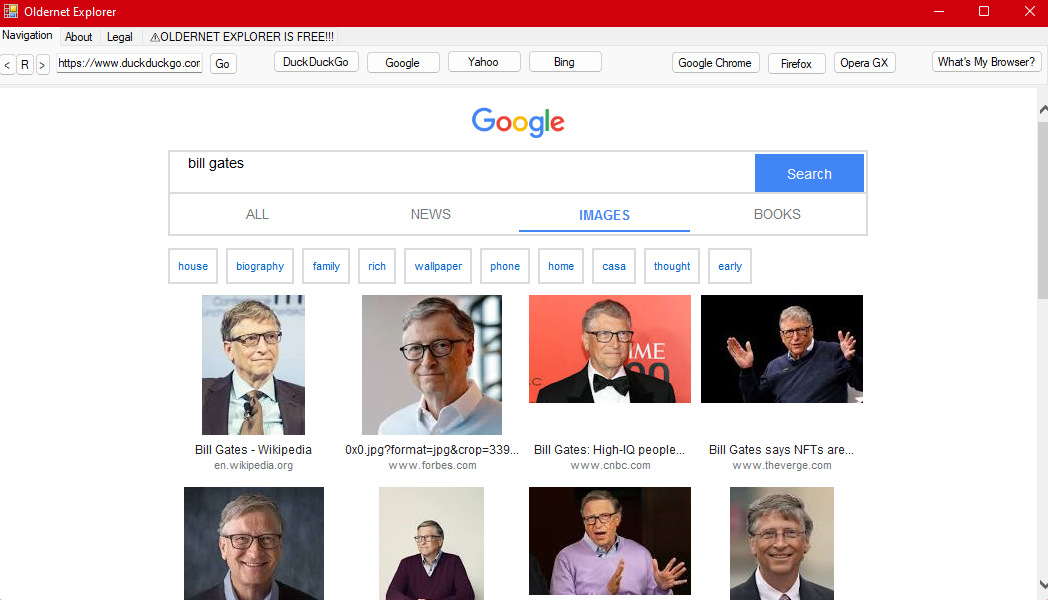 Oldernet Explorer
Navigation About Legal ⚠OLDERNET EXPLORER IS FREE!!!
< R > https://www.duckduckgo.com Go DuckDuckGo Google Yahoo Bing Google Chrome Firefox Opera GX What's My Browser?
Google
bill gates Search
ALL NEWS IMAGES BOOKS
house biography family rich wallpaper phone home casa thought early
Bill Gates - Wikipedia 0x0.jpg?format=jpg&crop=339... Bill Gates: High-IQ people... Bill Gates says NFTs are...
en.wikipedia.org www.forbes.com www.cnbc.com www.theverge.com